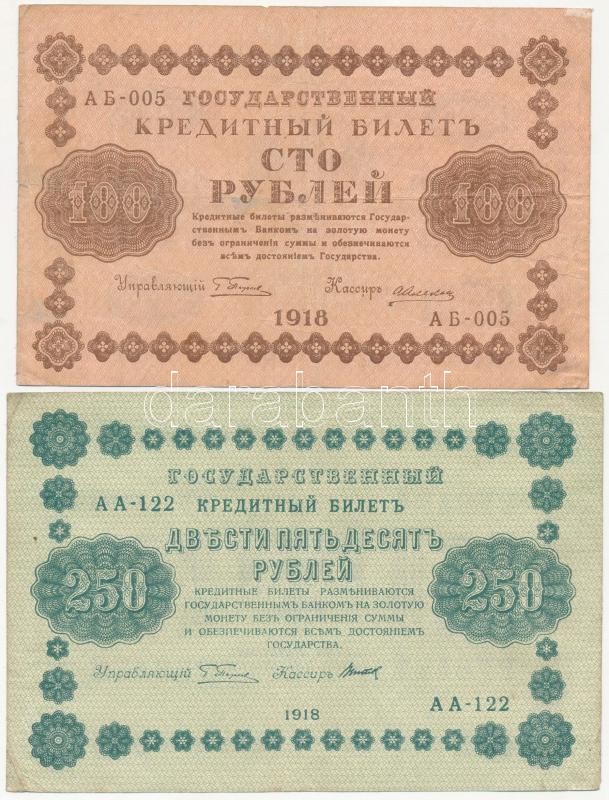 АБ-005 ГОСУДАРСТВЕННЫЙ
КРЕДИТНЫЙ БИЛЕТЪ
СТО
РУБЛЕЙ
100 100
Кредитные билеты размѣниваются Государ-
ственнымъ Банкомъ на золотую монету
безъ ограниченія суммы и обезпечиваются
всѣмъ достояніемъ Государства.
Управляющій Кассиръ
1918 АБ-005
darabanth
ГОСУДАРСТВЕННЫЙ
АА-122 КРЕДИТНЫЙ БИЛЕТЪ
ДВѢСТИ ПЯТЬДЕСЯТЪ
РУБЛЕЙ
250 250
КРЕДИТНЫЕ БИЛЕТЫ РАЗМѢНИВАЮТСЯ
ГОСУДАРСТВЕННЫМЪ БАНКОМЪ НА ЗОЛОТУЮ
МОНЕТУ БЕЗЪ ОГРАНИЧЕНІЯ СУММЫ
И ОБЕЗПЕЧИВАЮТСЯ ВСѢМЪ ДОСТОЯНІЕМЪ
ГОСУДАРСТВА.
Управляющій Кассиръ
1918 АА-122